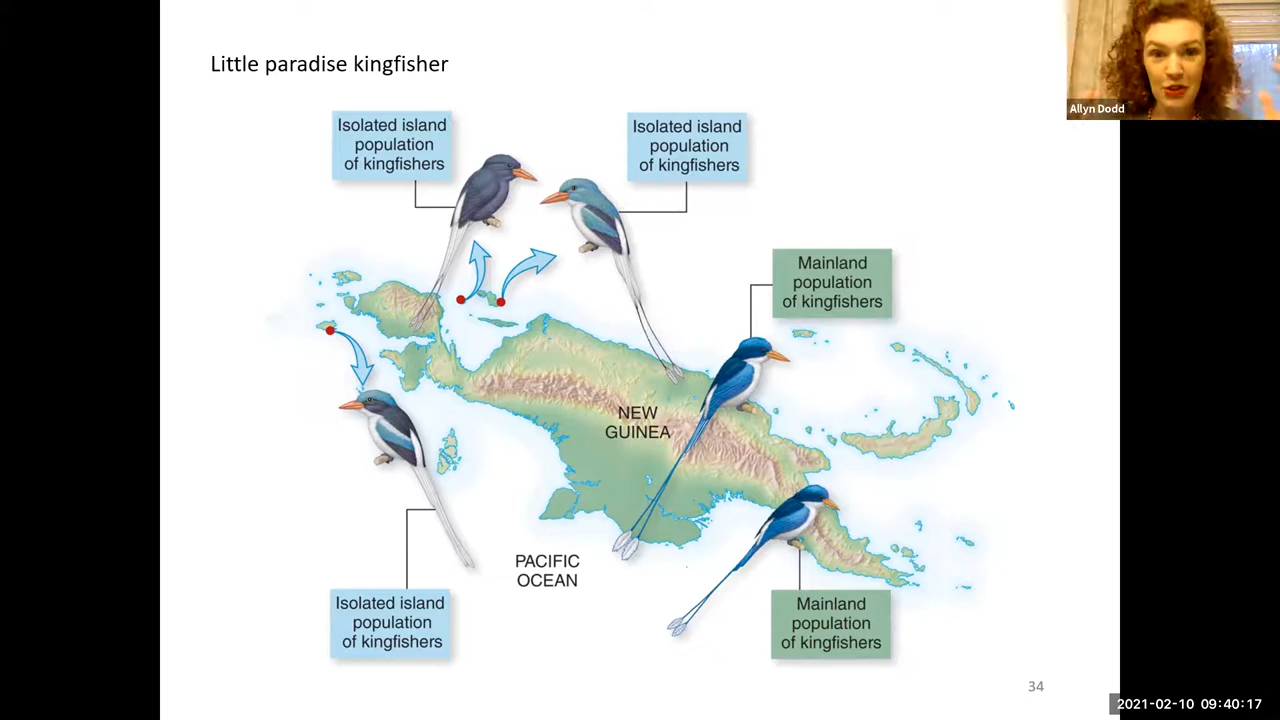 Little paradise kingfisher
Allyn Dodd
Isolated island
population
of kingfishers
Isolated island
population
of kingfishers
Mainland
population
of kingfishers
NEW
GUINEA
PACIFIC
OCEAN
Isolated island
population
of kingfishers
Mainland
population
of kingfishers
34
2021-02-10 09:40:17